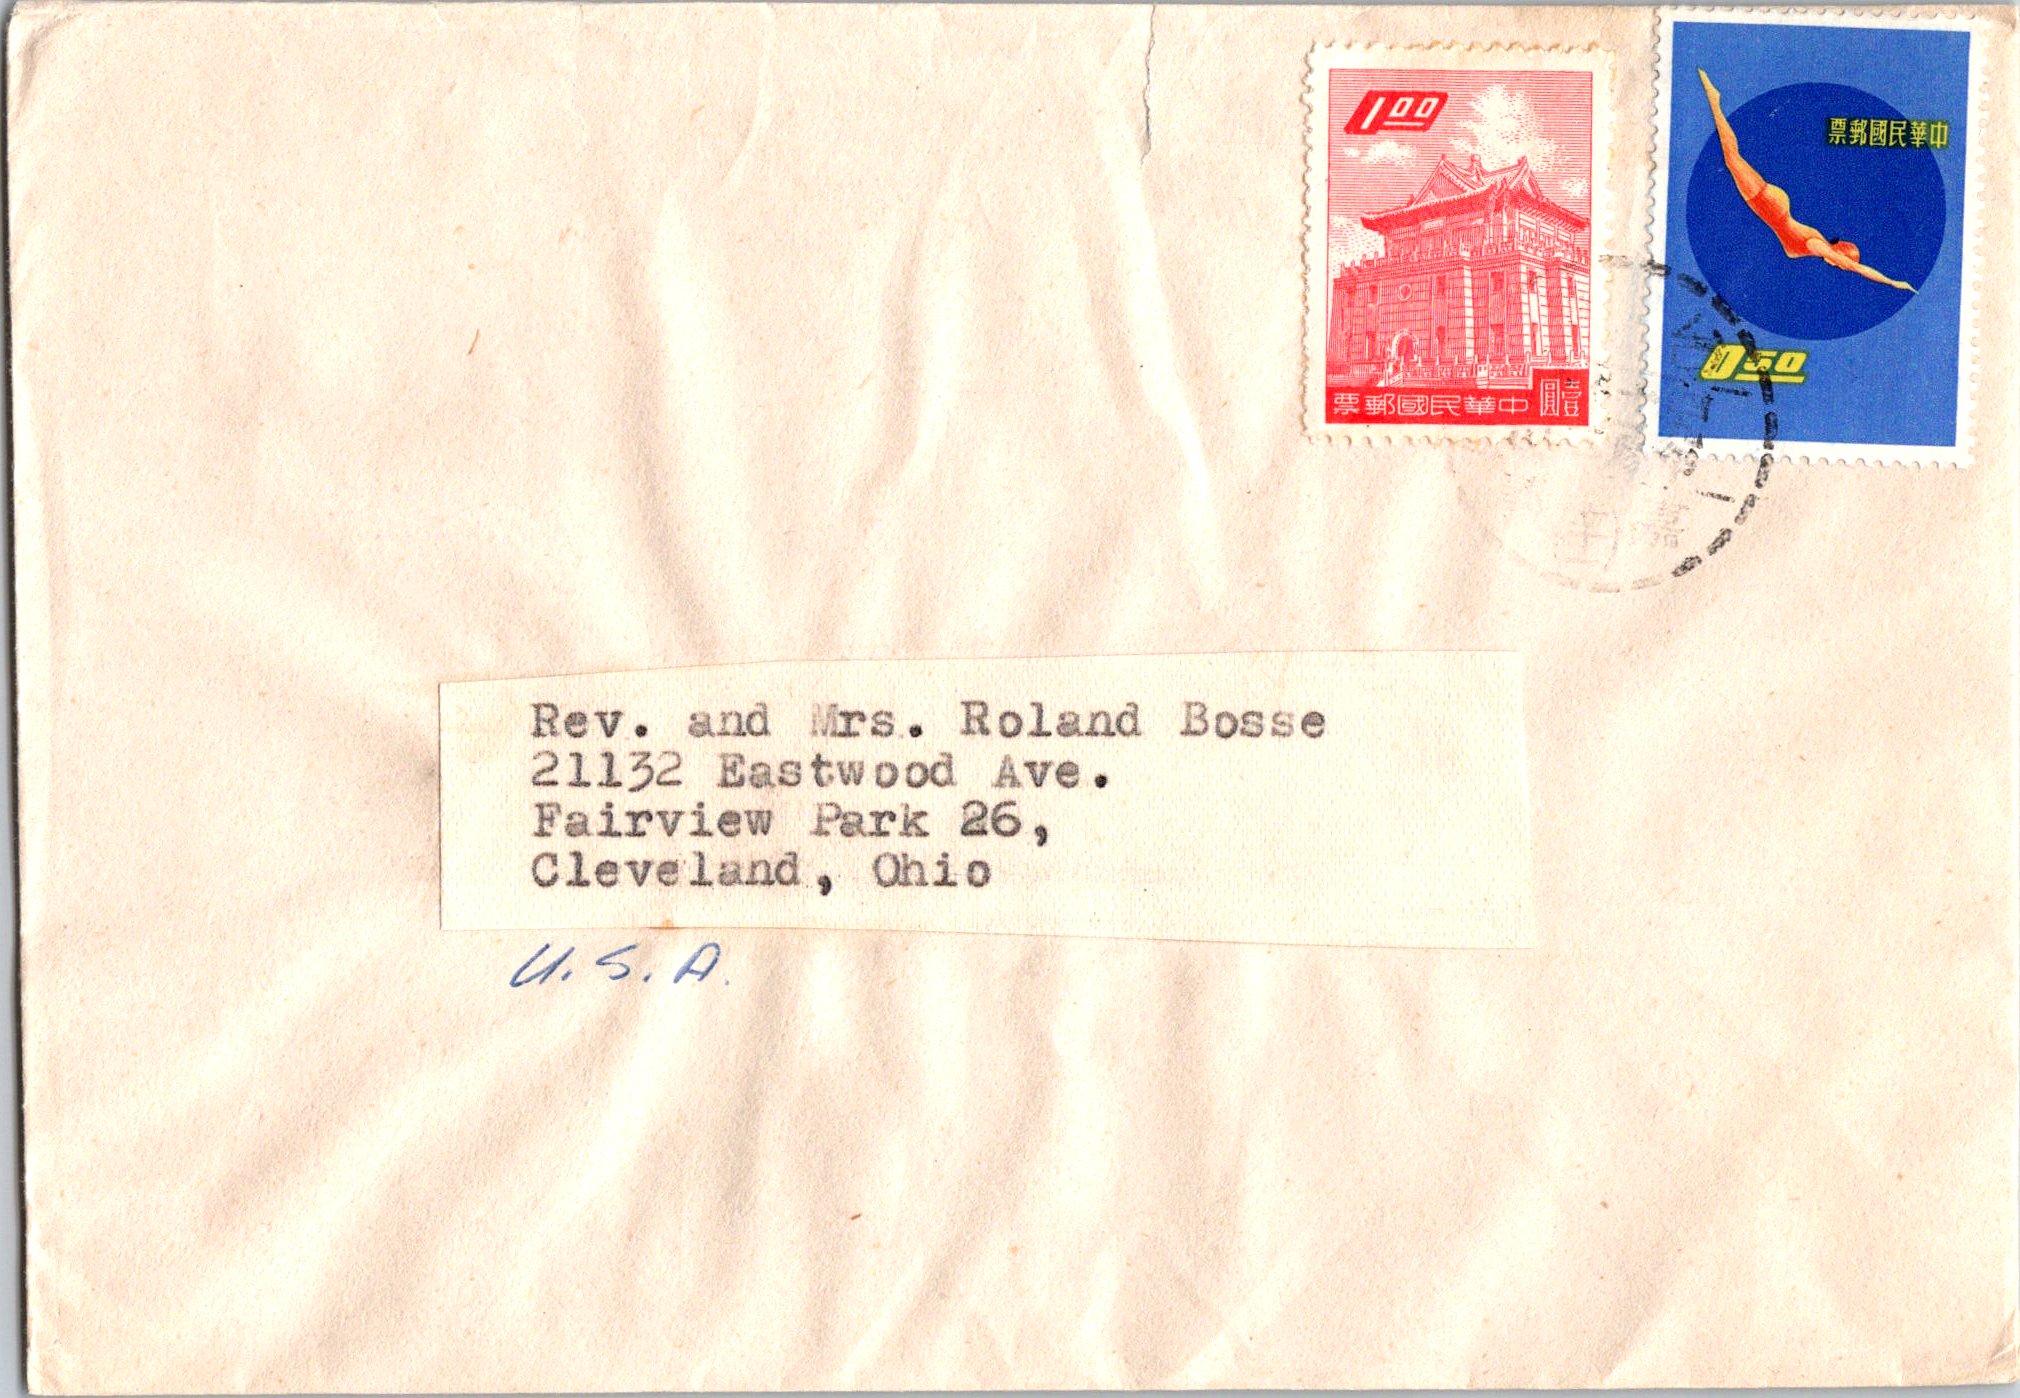 1.00
中華民國郵票
壹圓
中華民國郵票
0.50
Rev. and Mrs. Roland Bosse
21132 Eastwood Ave.
Fairview Park 26,
Cleveland, Ohio
U.S.A.